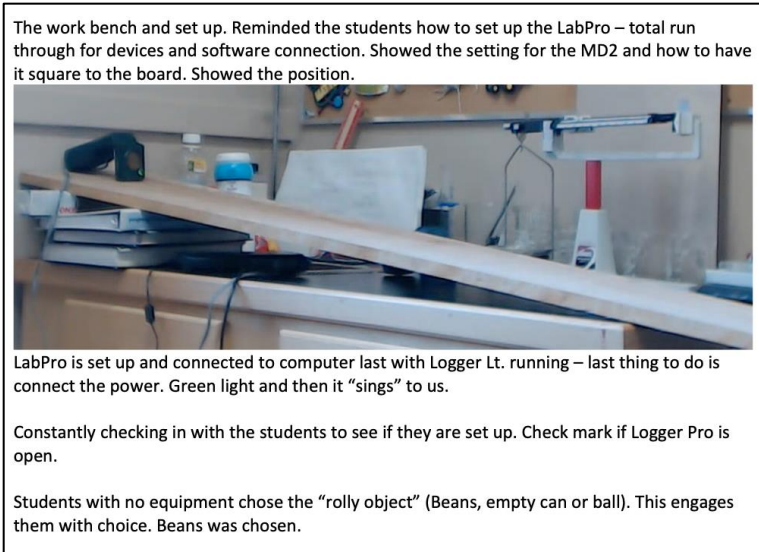 The work bench and set up. Reminded the students how to set up the LabPro – total run
through for devices and software connection. Showed the setting for the MD2 and how to have
it square to the board. Showed the position.
LabPro is set up and connected to computer last with Logger Lt. running – last thing to do is
connect the power. Green light and then it “sings” to us.
Constantly checking in with the students to see if they are set up. Check mark if Logger Pro is
open.
Students with no equipment chose the “rolly object” (Beans, empty can or ball). This engages
them with choice. Beans was chosen.